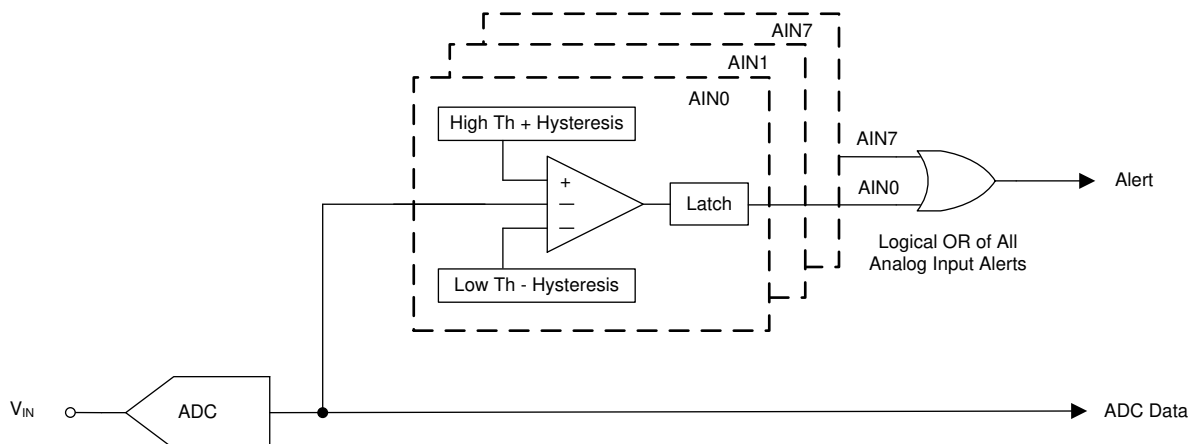 AIN7
AIN1
AIN0
High Th + Hysteresis
+
—
—
Low Th - Hysteresis
Latch
AIN7
AIN0
Alert
Logical OR of All
Analog Input Alerts
VIN
ADC
ADC Data